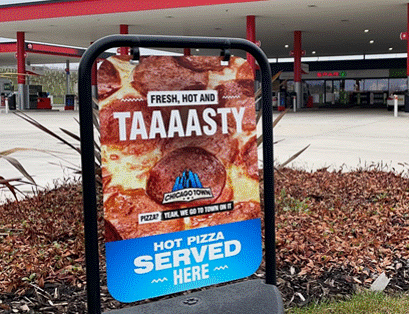 FRESH, HOT AND
TAAAASTY
CHICAGO TOWN
PIZZA? YEAH, WE GO TO TOWN ON IT
HOT PIZZA
SERVED
HERE